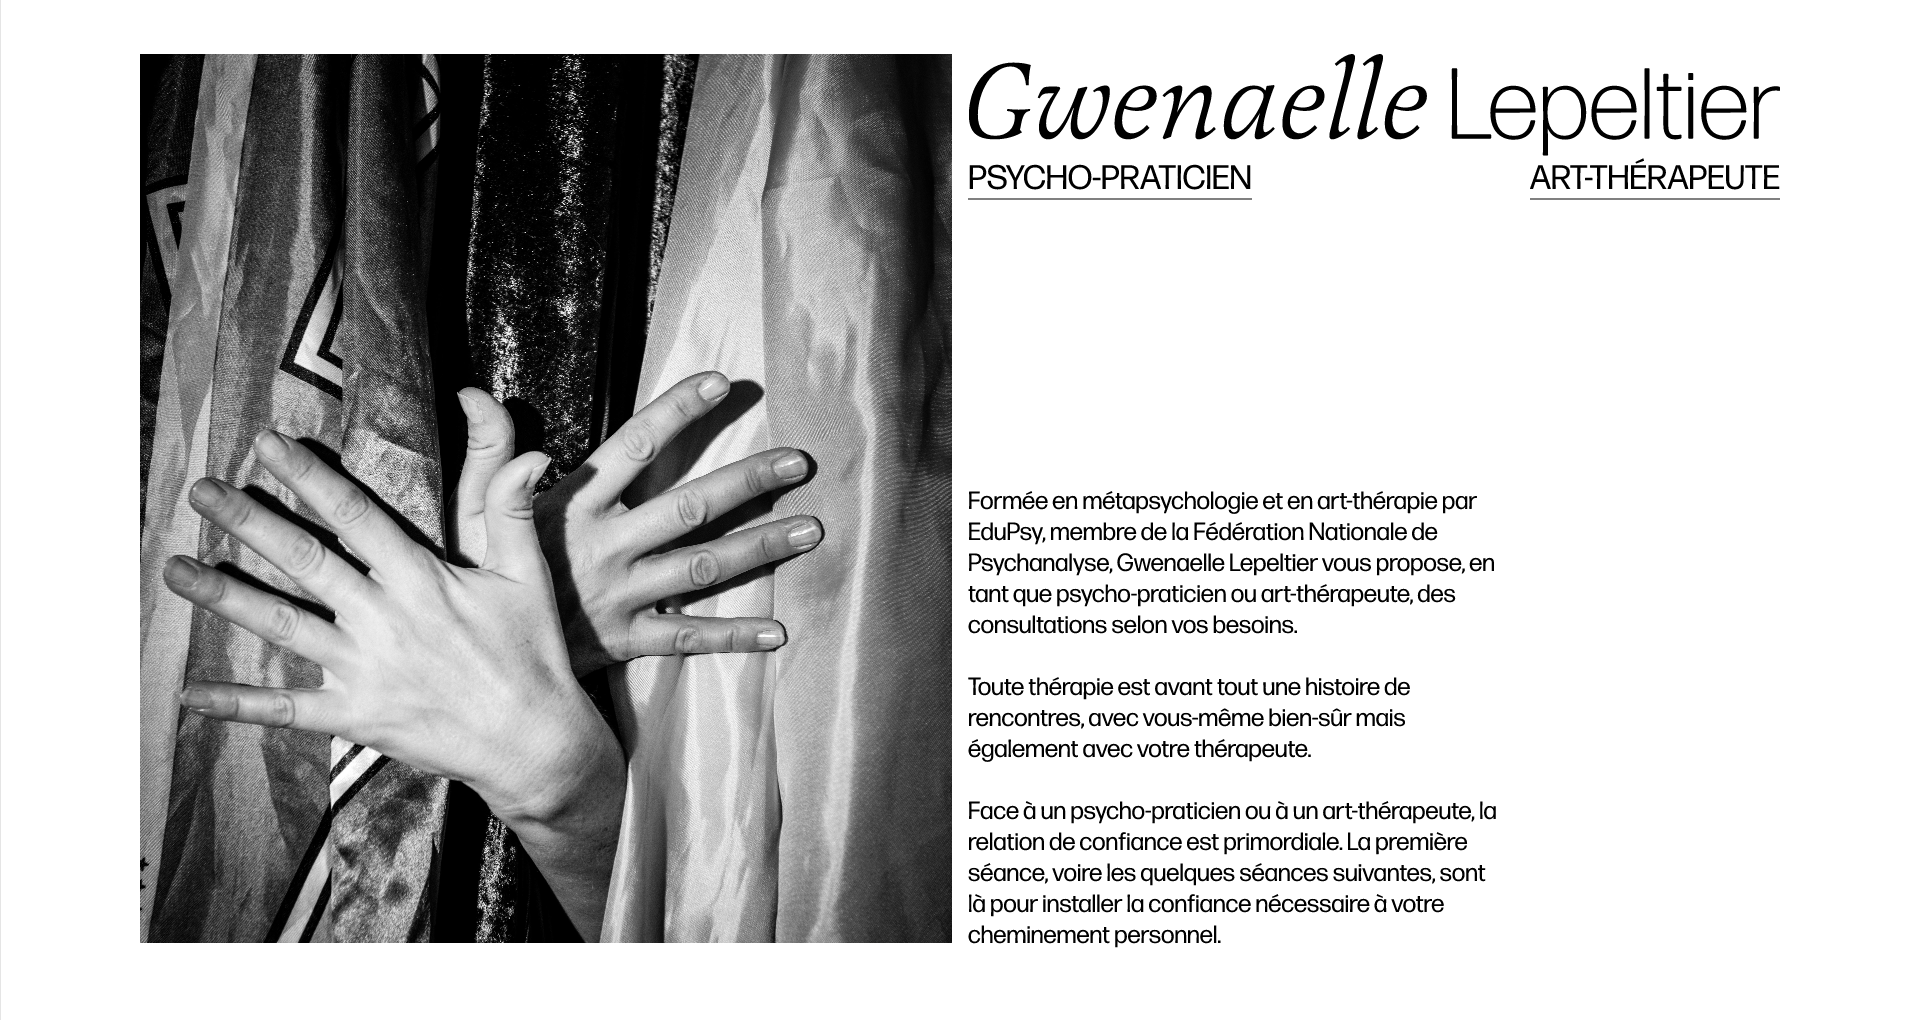 Gwenaelle Lepeltier
PSYCHO-PRATICIEN ART-THÉRAPEUTE
Formée en métapsychologie et en art-thérapie par
EduPsy, membre de la Fédération Nationale de
Psychanalyse, Gwenaelle Lepeltier vous propose, en
tant que psycho-praticien ou art-thérapeute, des
consultations selon vos besoins.
Toute thérapie est avant tout une histoire de
rencontres, avec vous-même bien-sûr mais
également avec votre thérapeute.
Face à un psycho-praticien ou à un art-thérapeute, la
relation de confiance est primordiale. La première
séance, voire les quelques séances suivantes, sont
là pour installer la confiance nécessaire à votre
cheminement personnel.